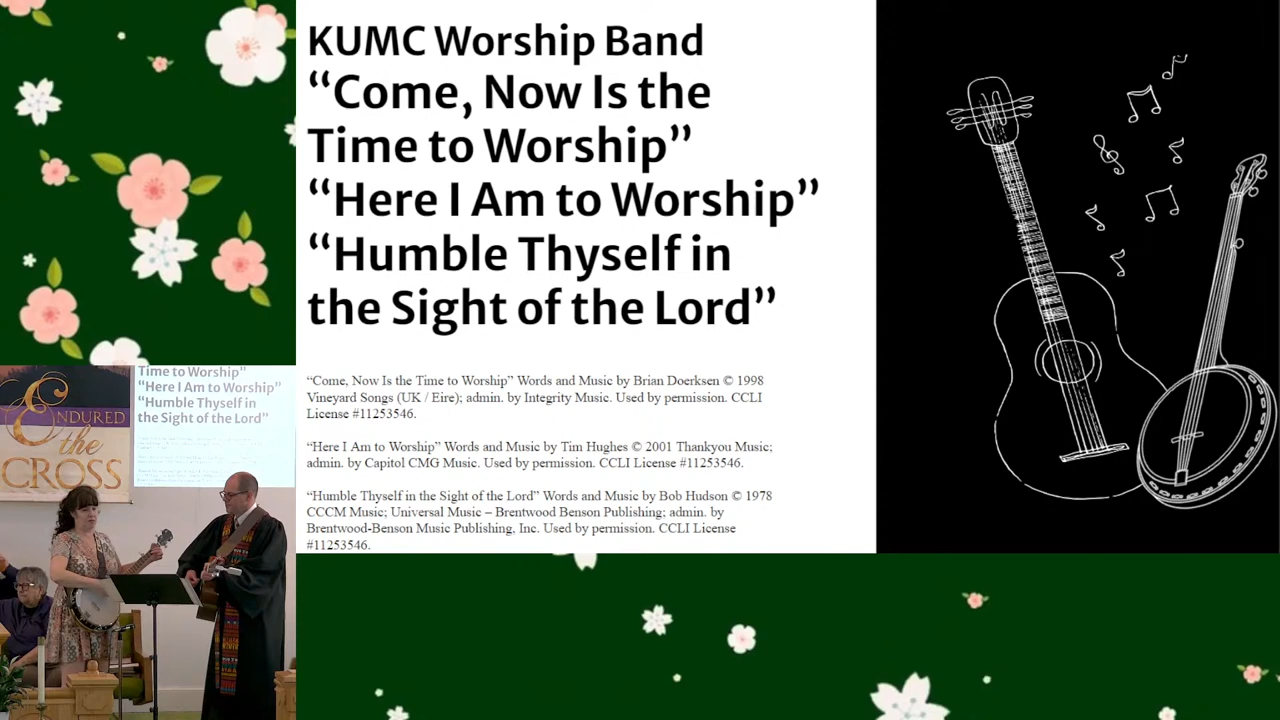 KUMC Worship Band
“Come, Now Is the
Time to Worship”
“Here I Am to Worship”
“Humble Thyself in
the Sight of the Lord”
“Come, Now Is the Time to Worship” Words and Music by Brian Doerksen © 1998
Vineyard Songs (UK / Eire); admin. by Integrity Music. Used by permission. CCLI
License #11253546.
“Here I Am to Worship” Words and Music by Tim Hughes © 2001 Thankyou Music;
admin. by Capitol CMG Music. Used by permission. CCLI License #11253546.
“Humble Thyself in the Sight of the Lord” Words and Music by Bob Hudson © 1978
CCCM Music; Universal Music – Brentwood Benson Publishing; admin. by
Brentwood-Benson Music Publishing, Inc. Used by permission. CCLI License
#11253546.
ENDURED
the
CROSS
Time to Worship”
“Here I Am to Worship”
“Humble Thyself in
the Sight of the Lord”